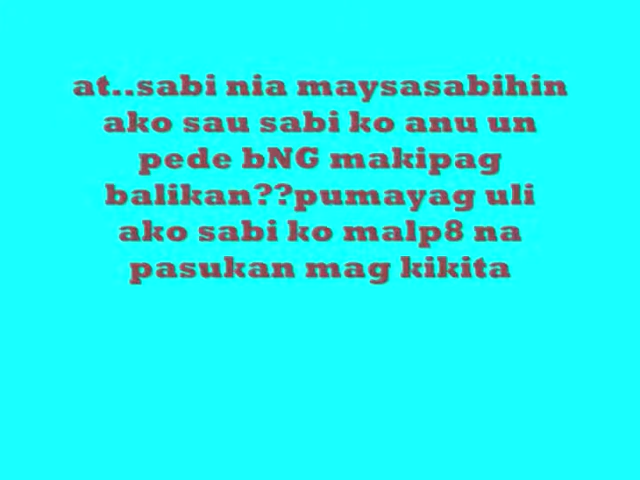 at..sabi nia maysasabihin
ako sau sabi ko anu un
pede bNG makipag
balikan??pumayag uli
ako sabi ko malp8 na
pasukan mag kikita